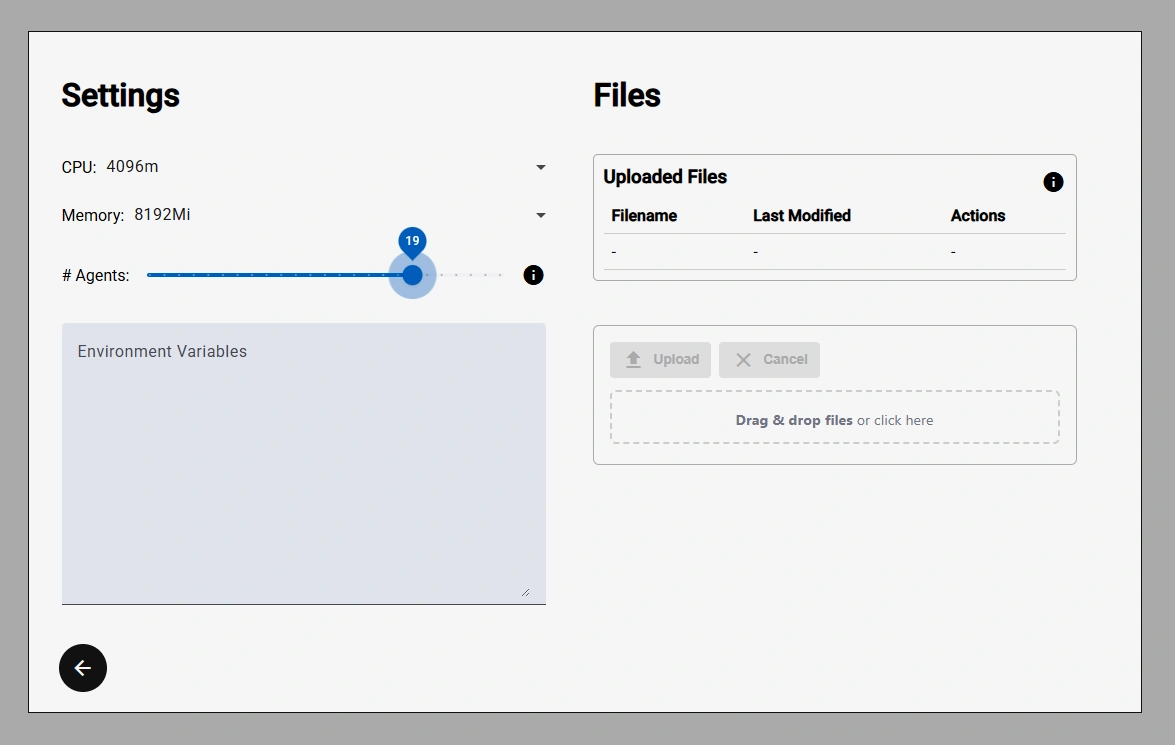 Settings
CPU: 4096m
Memory: 8192Mi
19
# Agents:
Environment Variables
Files
Uploaded Files
Filename Last Modified Actions
- - -
Upload Cancel
Drag & drop files or click here